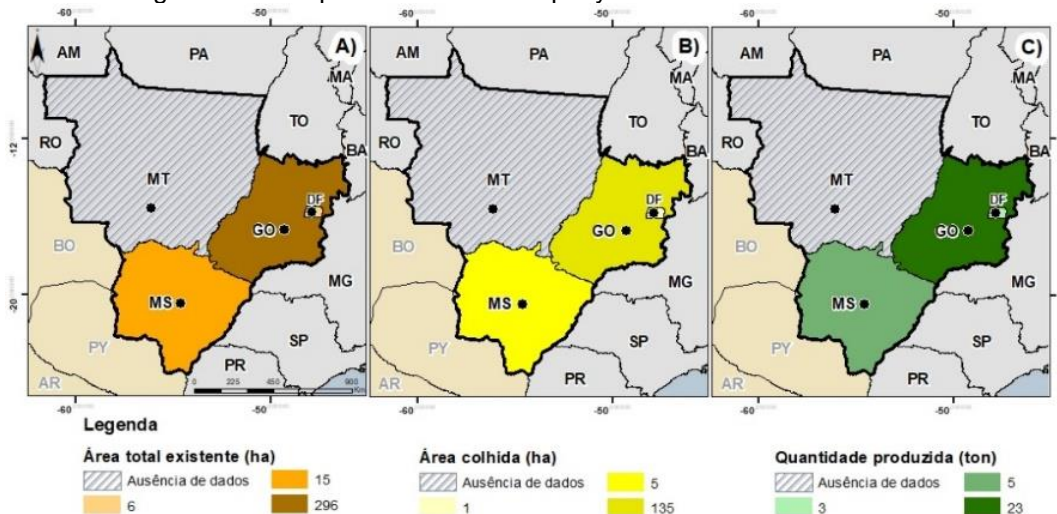 -60 -50 -60 -50 -60 -50
A)
AM
PA
MA
TO
RO
BA
MT
DF
GO
BO
MS
MG
PY
SP
PR
AR
0 225 450 900
Km
-12
-20
B)
AM
PA
MA
TO
RO
BA
MT
DF
GO
BO
MS
MG
PY
SP
PR
AR
C)
AM
PA
MA
TO
RO
BA
MT
DF
GO
BO
MS
MG
PY
SP
PR
AR
-60 -50 -60 -50 -60 -50
Legenda
Área total existente (ha)
Ausência de dados 15
6 296
Área colhida (ha)
Ausência de dados 5
1 135
Quantidade produzida (ton)
Ausência de dados 5
3 23